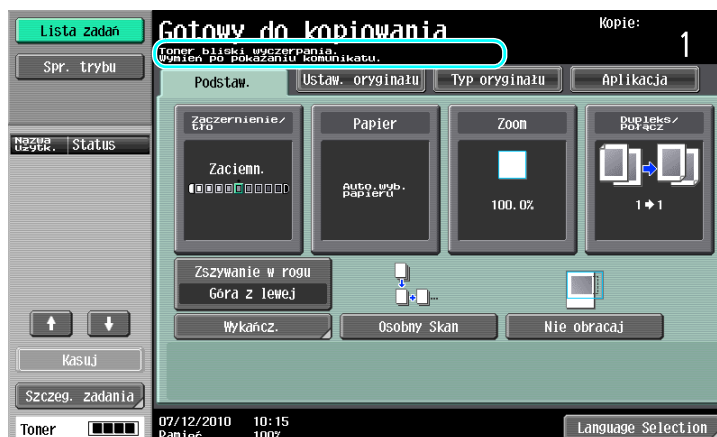 Lista zadań
Spr. trybu
Nazwa
użytk.
Status
Kasuj
Szczeg. zadania
Toner
Gotowy do kopiowania
Kopie:
1
Toner bliski wyczerpania.
Wymień po pokazaniu komunikatu.
Podstaw.
Ustaw. oryginału
Typ oryginału
Aplikacja
Zaczernienie/
tło
Papier
Zoom
Dupleks/
Połącz
Zaciemn.
Auto.wyb.
papieru
100.0%
1➜1
Zszywanie w rogu
Góra z lewej
Wykańcz.
Osobny Skan
Nie obracaj
07/12/2010 10:15
Pamięć 100%
Language Selection